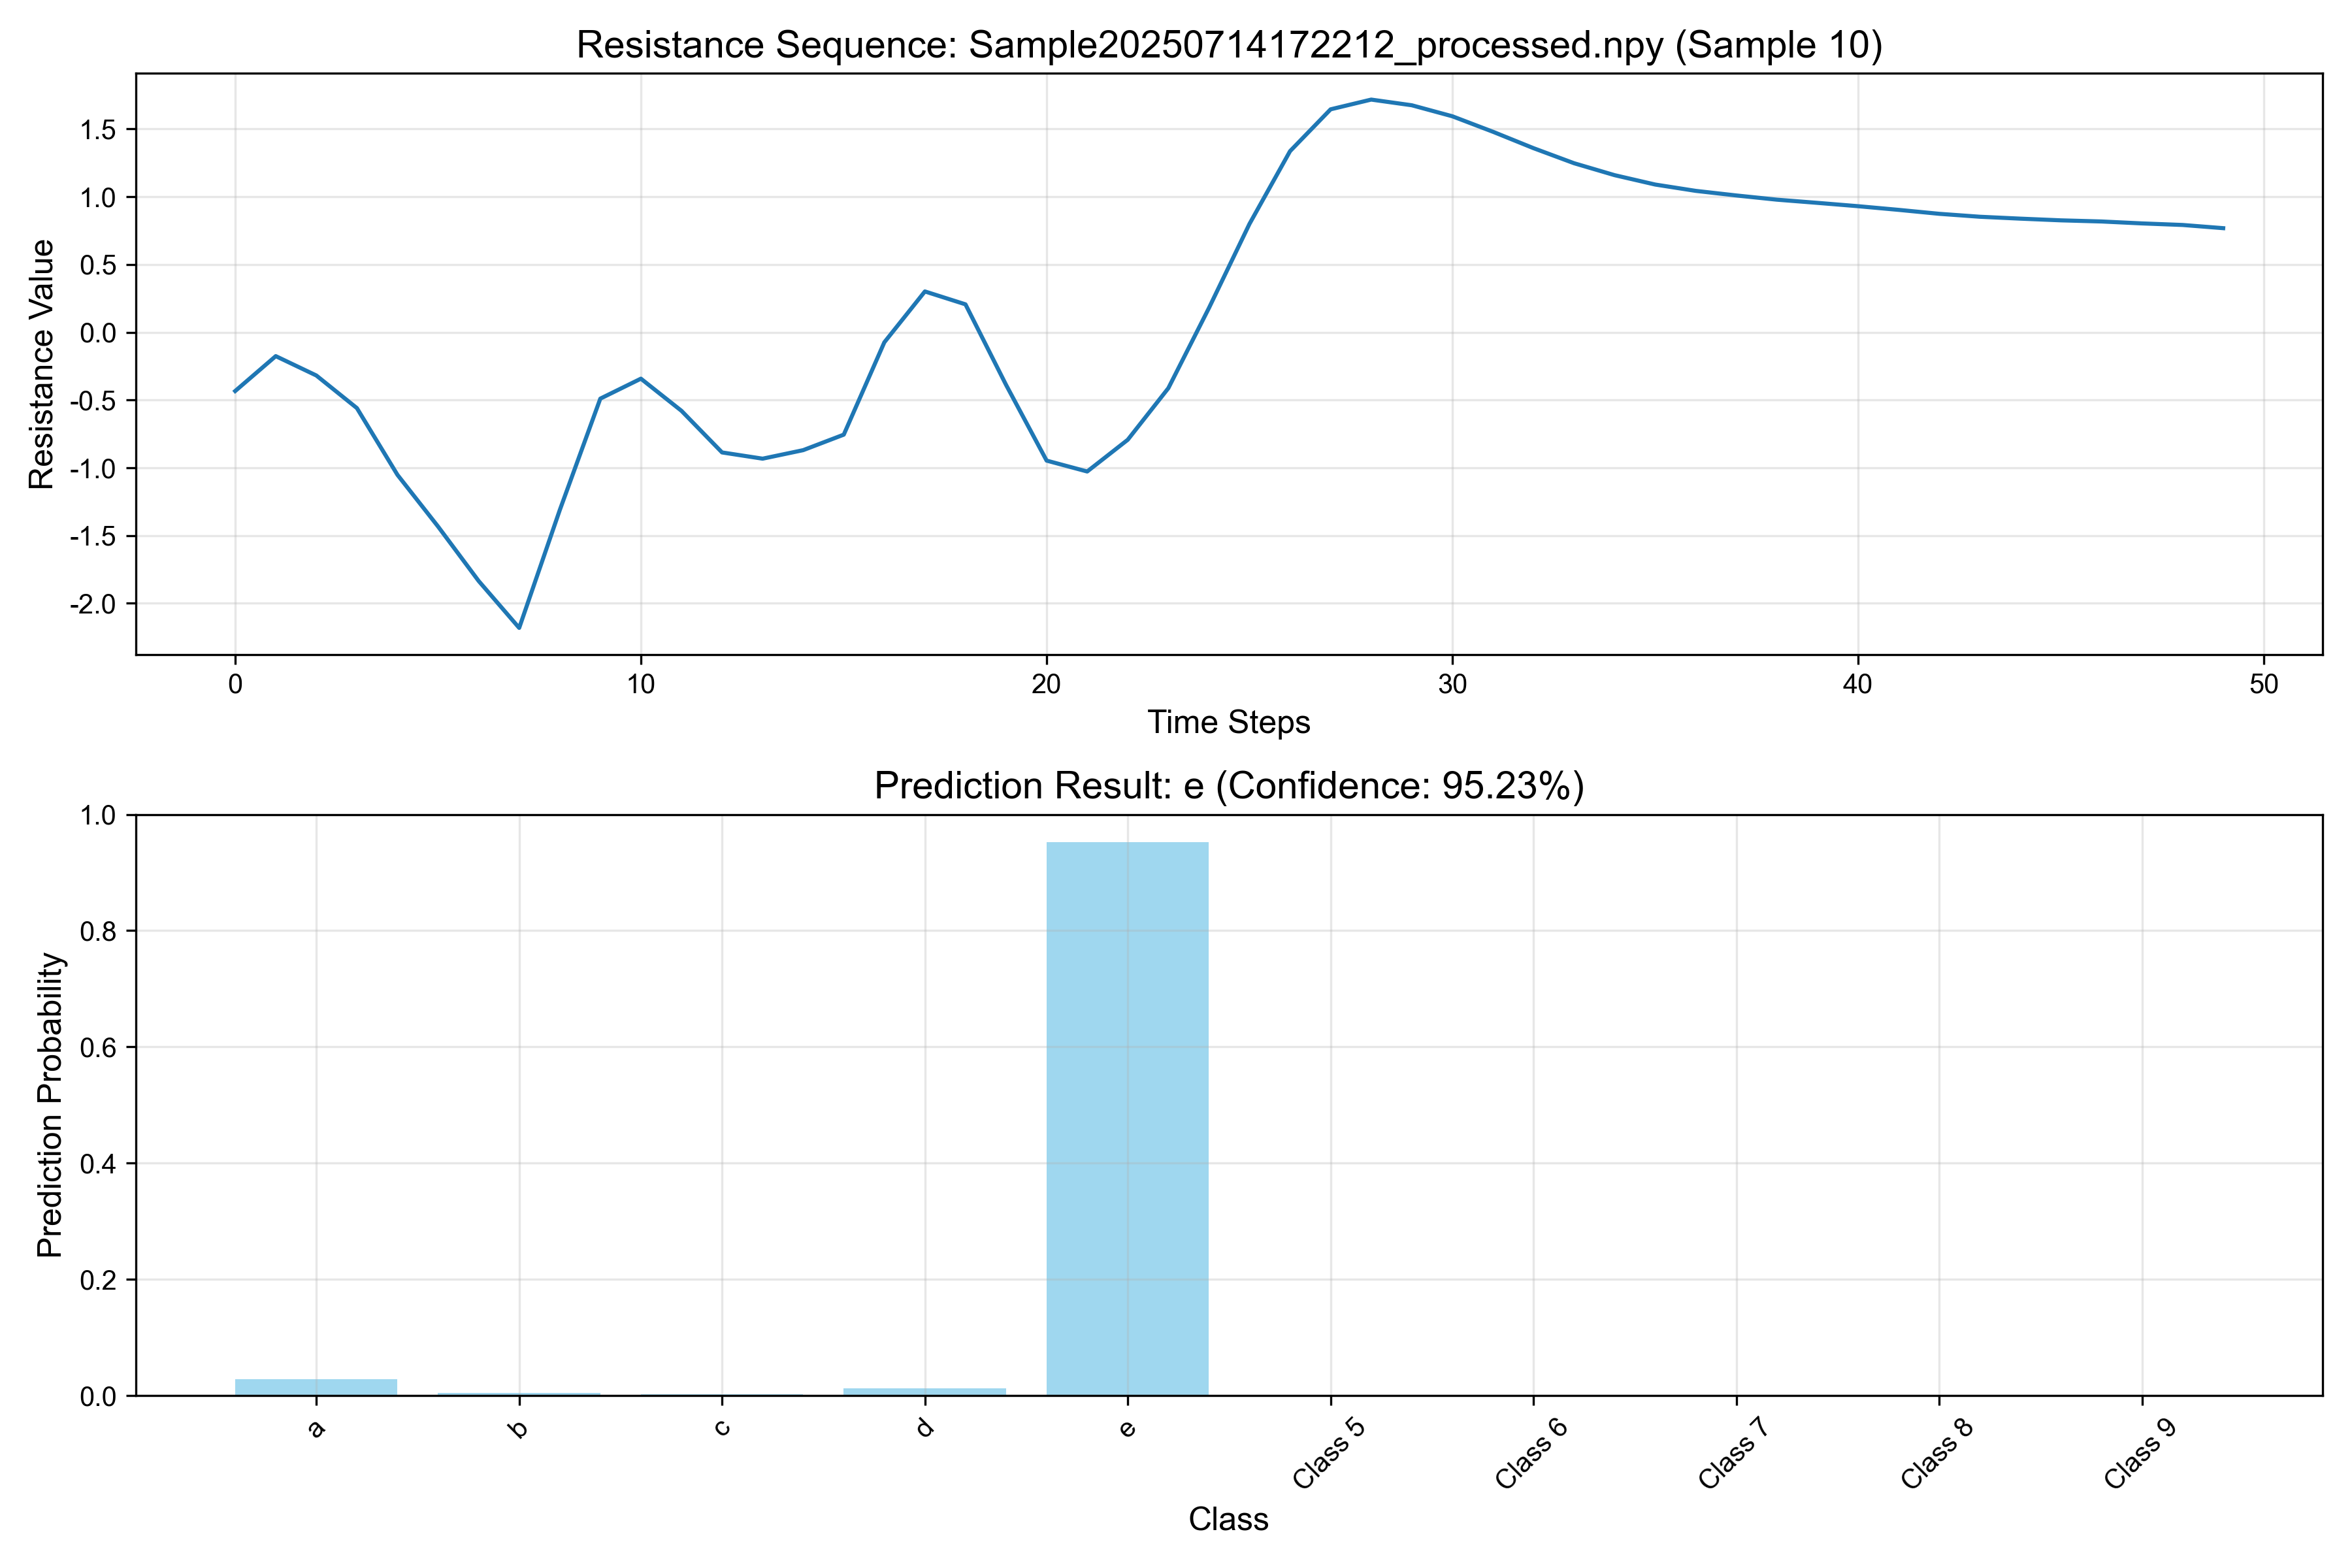 Resistance Sequence: Sample20250714172212_processed.npy (Sample 10)
Resistance Value
1.5
1.0
0.5
0.0
-0.5
-1.0
-1.5
-2.0
0 10 20 30 40 50
Time Steps
Prediction Result: e (Confidence: 95.23%)
Prediction Probability
1.0
0.8
0.6
0.4
0.2
0.0
a b c d e Class 5 Class 6 Class 7 Class 8 Class 9
Class